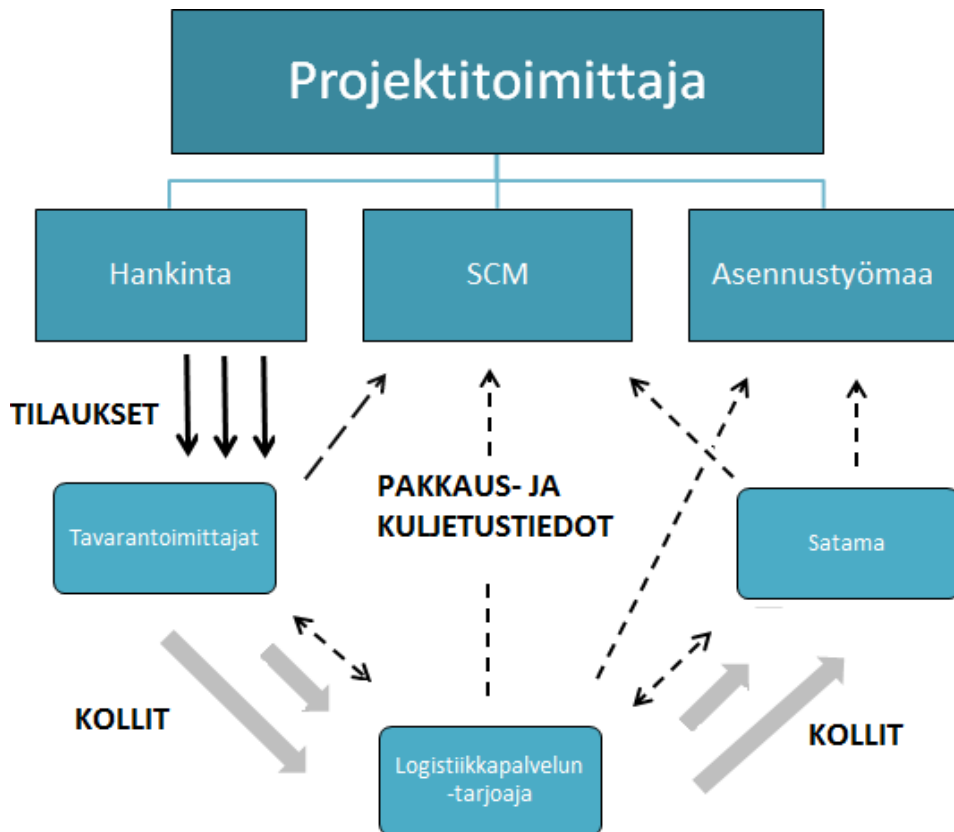 Projektitoimittaja
Hankinta
SCM
Asennustyömaa
TILAUKSET
PAKKAUS- JA
KULJETUSTIEDOT
Tavarantoimittajat
Satama
KOLLIT
KOLLIT
Logistiikkapalvelun
-tarjoaja